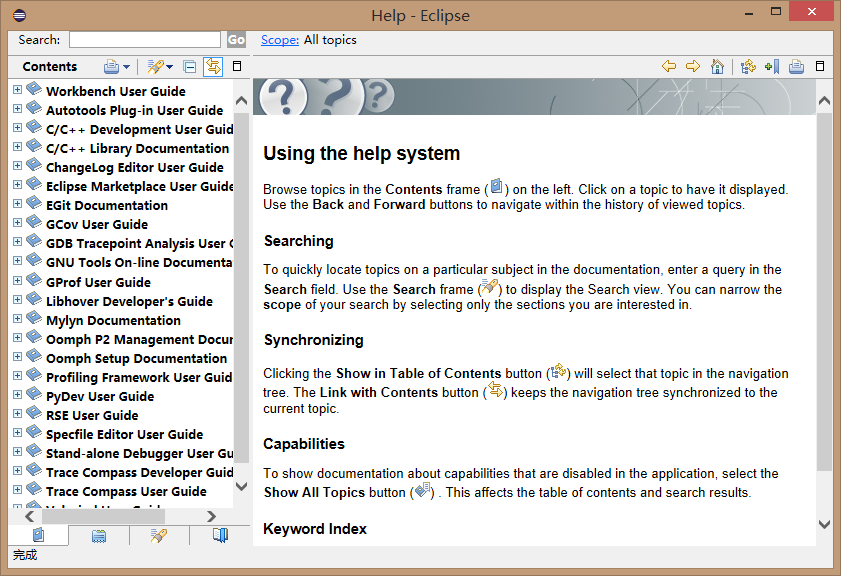 Help - Eclipse
Search:
Go
Scope: All topics
Contents
Workbench User Guide
Autotools Plug-in User Guide
C/C++ Development User Guid
C/C++ Library Documentation
ChangeLog Editor User Guide
Eclipse Marketplace User Guide
EGit Documentation
GCov User Guide
GDB Tracepoint Analysis User G
GNU Tools On-line Documenta
GProf User Guide
Libhover Developer's Guide
Mylyn Documentation
Oomph P2 Management Docur
Oomph Setup Documentation
Profiling Framework User Guid
PyDev User Guide
RSE User Guide
Specfile Editor User Guide
Stand-alone Debugger User Gu
Trace Compass Developer Guid
Trace Compass User Guide
Using the help system
Browse topics in the Contents frame ( ) on the left. Click on a topic to have it displayed.
Use the Back and Forward buttons to navigate within the history of viewed topics.
Searching
To quickly locate topics on a particular subject in the documentation, enter a query in the
Search field. Use the Search frame ( ) to display the Search view. You can narrow the
scope of your search by selecting only the sections you are interested in.
Synchronizing
Clicking the Show in Table of Contents button ( ) will select that topic in the navigation
tree. The Link with Contents button ( ) keeps the navigation tree synchronized to the
current topic.
Capabilities
To show documentation about capabilities that are disabled in the application, select the
Show All Topics button ( ) . This affects the table of contents and search results.
Keyword Index
完成